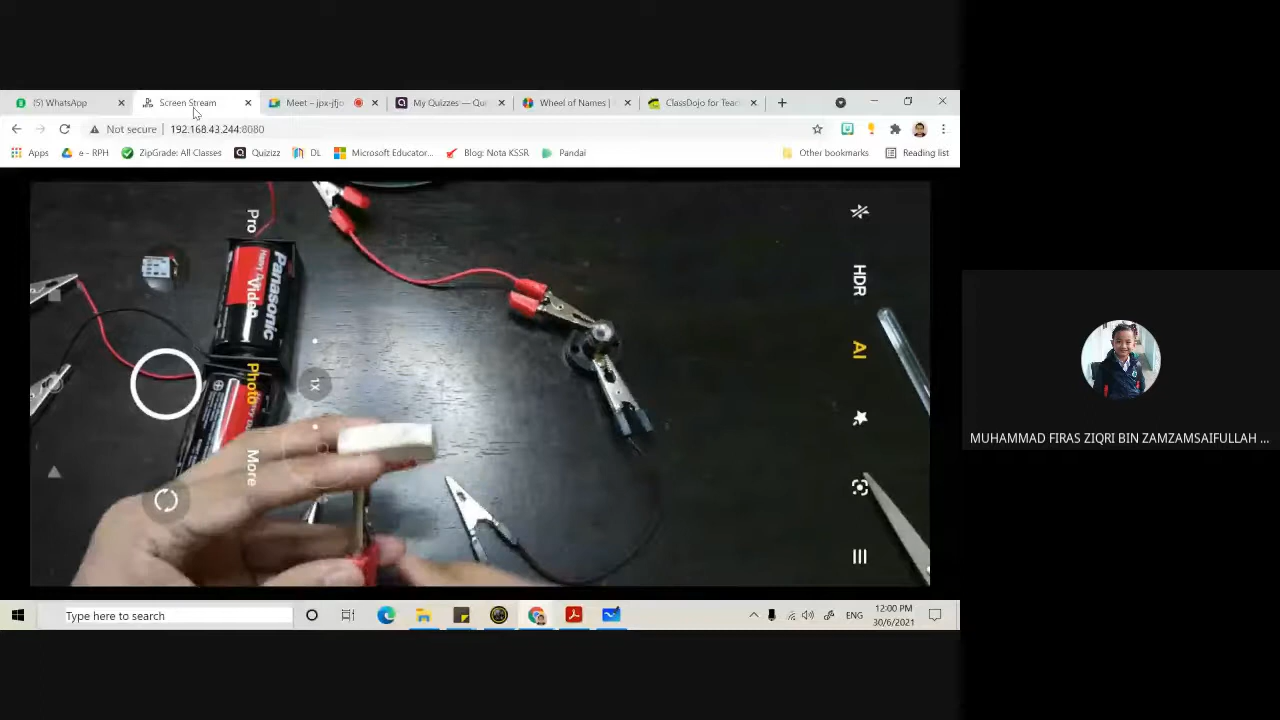 (5) WhatsApp
Screen Stream
Meet – jpx-jfjo
My Quizzes — Qui
Wheel of Names |
ClassDojo for Teac
Not secure
192.168.43.244:8080
Apps
e - RPH
ZipGrade: All Classes
Quizizz
DL
Microsoft Educator...
Blog: Nota KSSR
Pandai
Other bookmarks
Reading list
Pro
Video
Photo
More
1X
HDR
AI
Panasonic
MUHAMMAD FIRAS ZIQRI BIN ZAMZAMSAIFULLAH ...
Type here to search
ENG
12:00 PM
30/6/2021